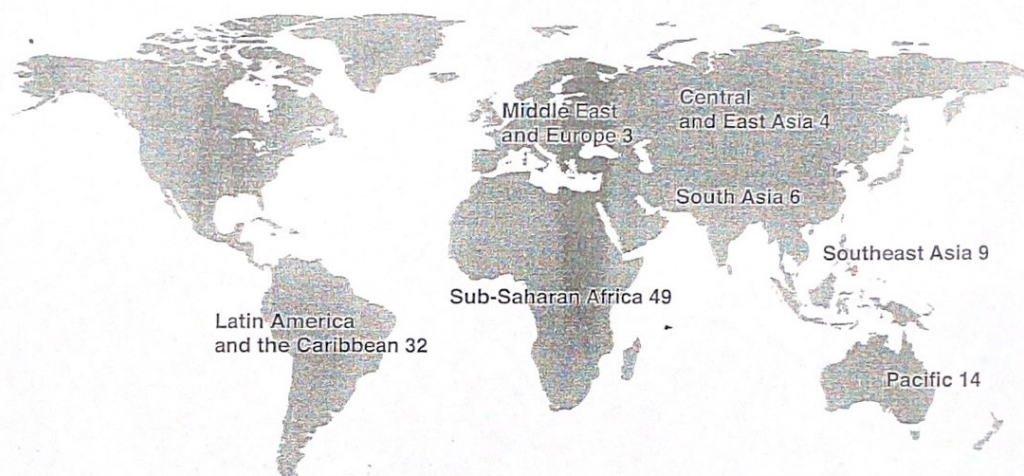 Middle East
and Europe 3
Central
and East Asia 4
South Asia 6
Southeast Asia 9
Sub-Saharan Africa 49
Latin America
and the Caribbean 32
Pacific 14